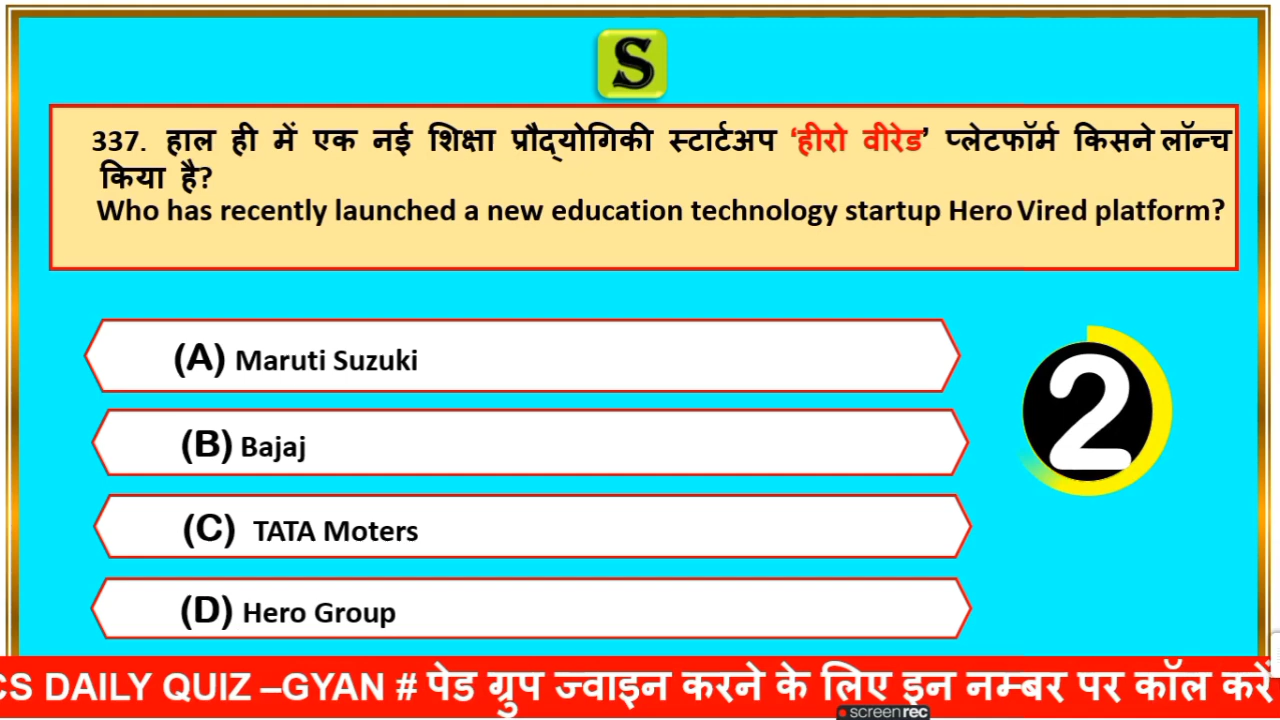 S
337. हाल ही में एक नई शिक्षा प्रौद्योगिकी स्टार्टअप ‘हीरो वीरेड’ प्लेटफॉर्म किसने लॉन्च
किया है?
Who has recently launched a new education technology startup Hero Vired platform?
(A) Maruti Suzuki
(B) Bajaj
(C) TATA Moters
(D) Hero Group
2
CS DAILY QUIZ –GYAN # पेड ग्रुप ज्वाइन करने के लिए इन नम्बर पर कॉल करें
screenrec